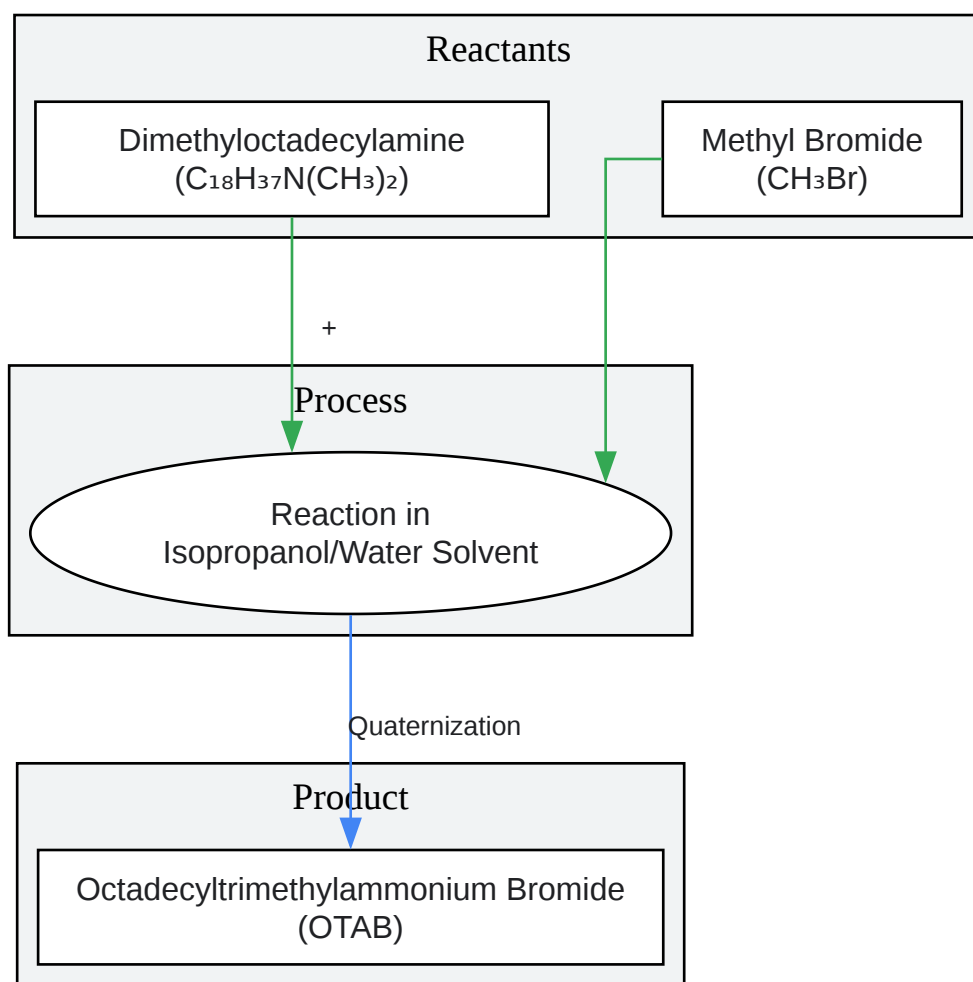 Reactants
Dimethyloctadecylamine
(C₁₈H₃₇N(CH₃)₂)
Methyl Bromide
(CH₃Br)
+
Process
Reaction in
Isopropanol/Water Solvent
Quaternization
Product
Octadecyltrimethylammonium Bromide
(OTAB)